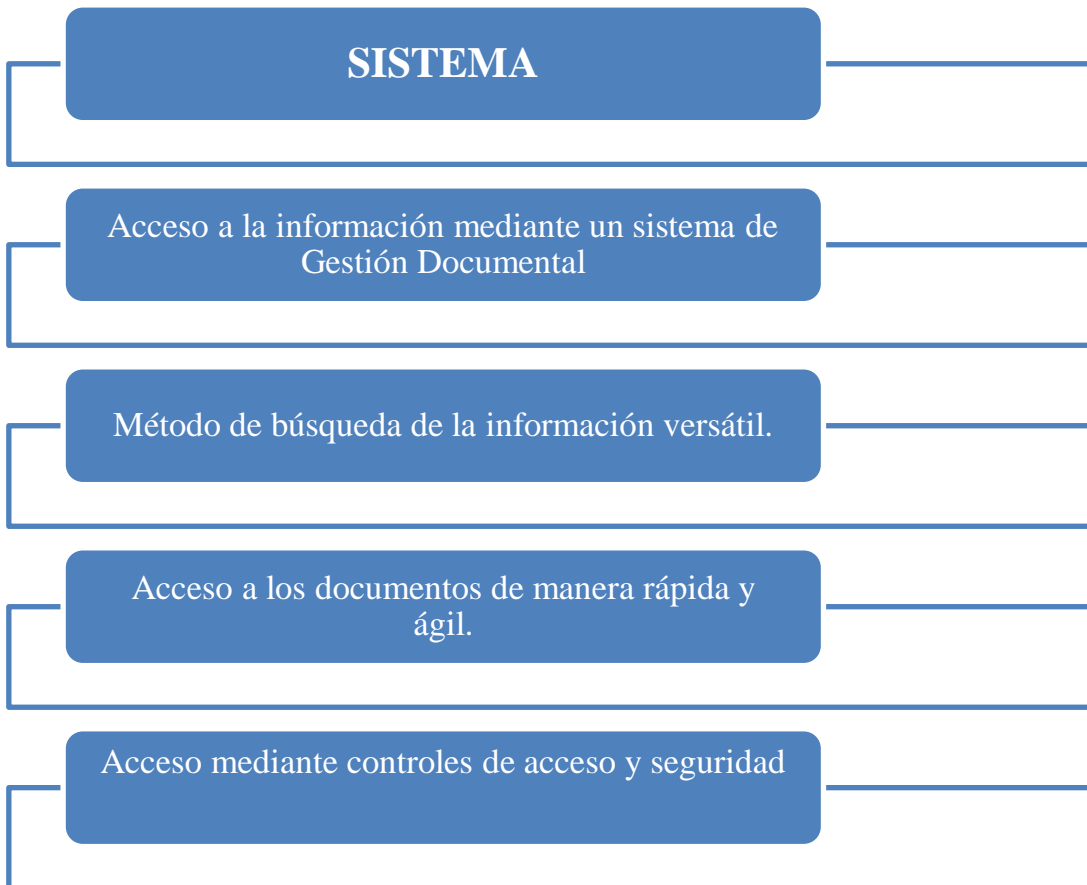 SISTEMA
Acceso a la información mediante un sistema de
Gestión Documental
Método de búsqueda de la información versátil.
Acceso a los documentos de manera rápida y
ágil.
Acceso mediante controles de acceso y seguridad